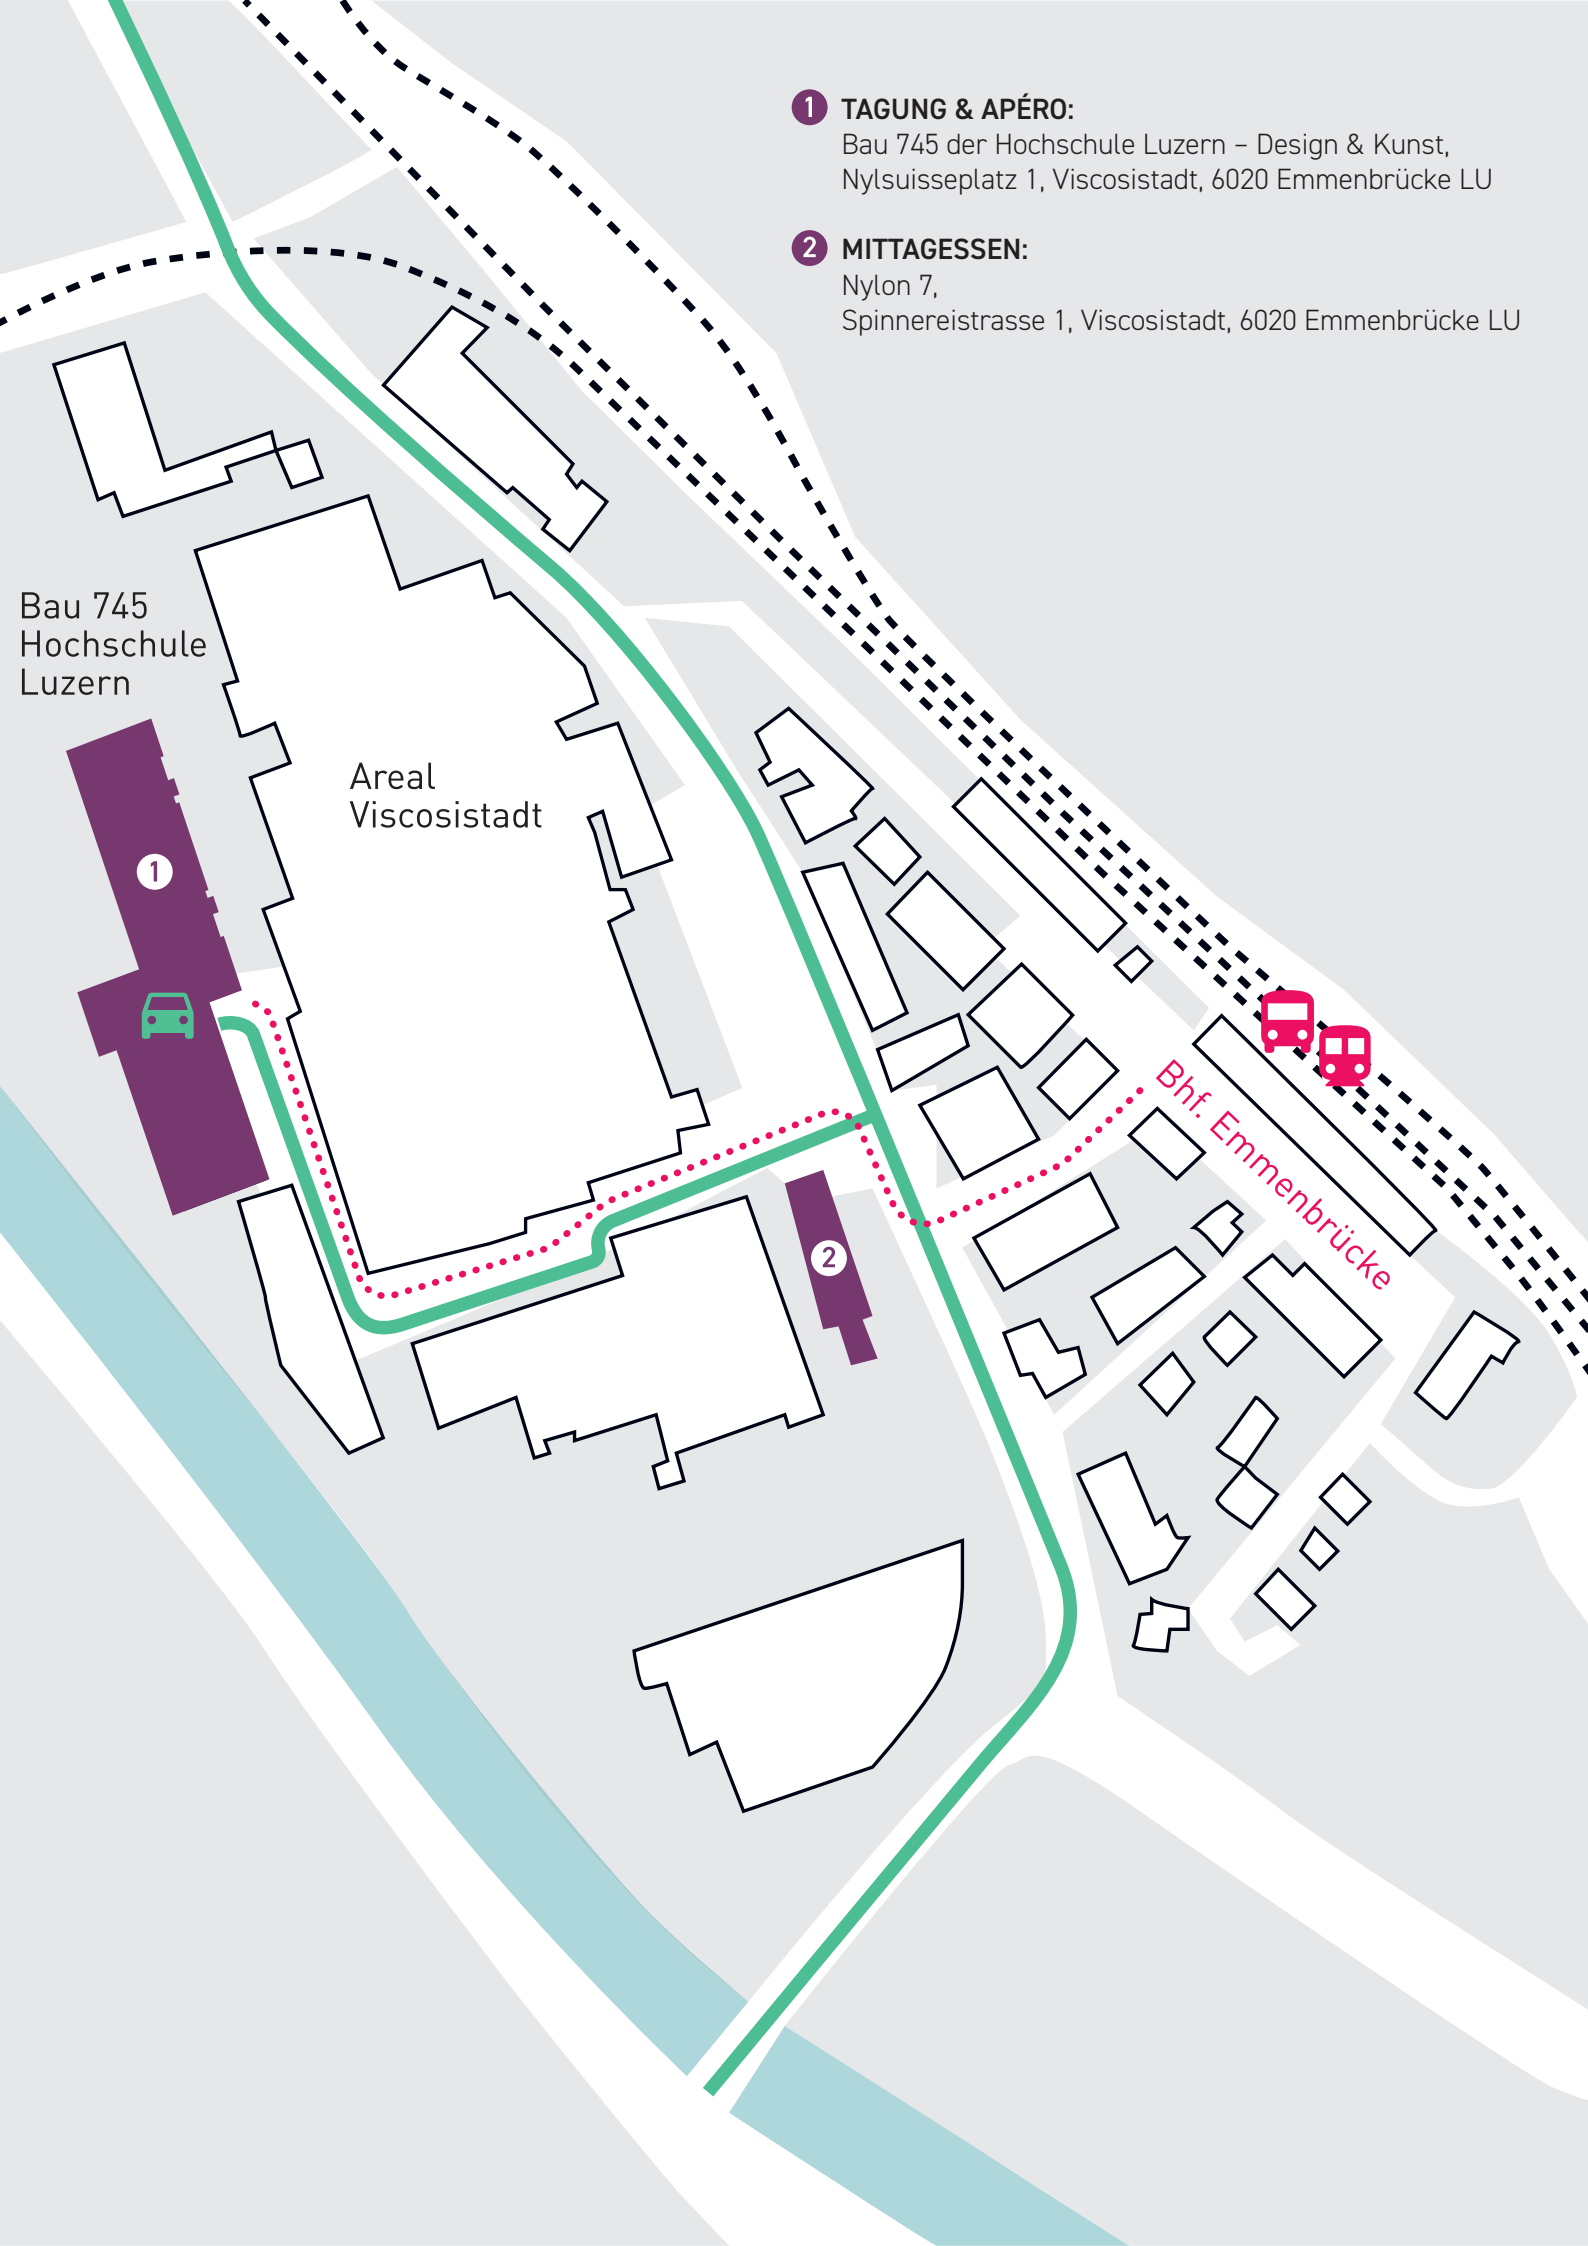 1 TAGUNG & APÉRO:
Bau 745 der Hochschule Luzern – Design & Kunst,
Nylsuisseplatz 1, Viscosistadt, 6020 Emmenbrücke LU
2 MITTAGESSEN:
Nylon 7,
Spinnereistrasse 1, Viscosistadt, 6020 Emmenbrücke LU
Bau 745
Hochschule
Luzern
Areal
Viscosistadt
1
Bhf. Emmenbrücke
2